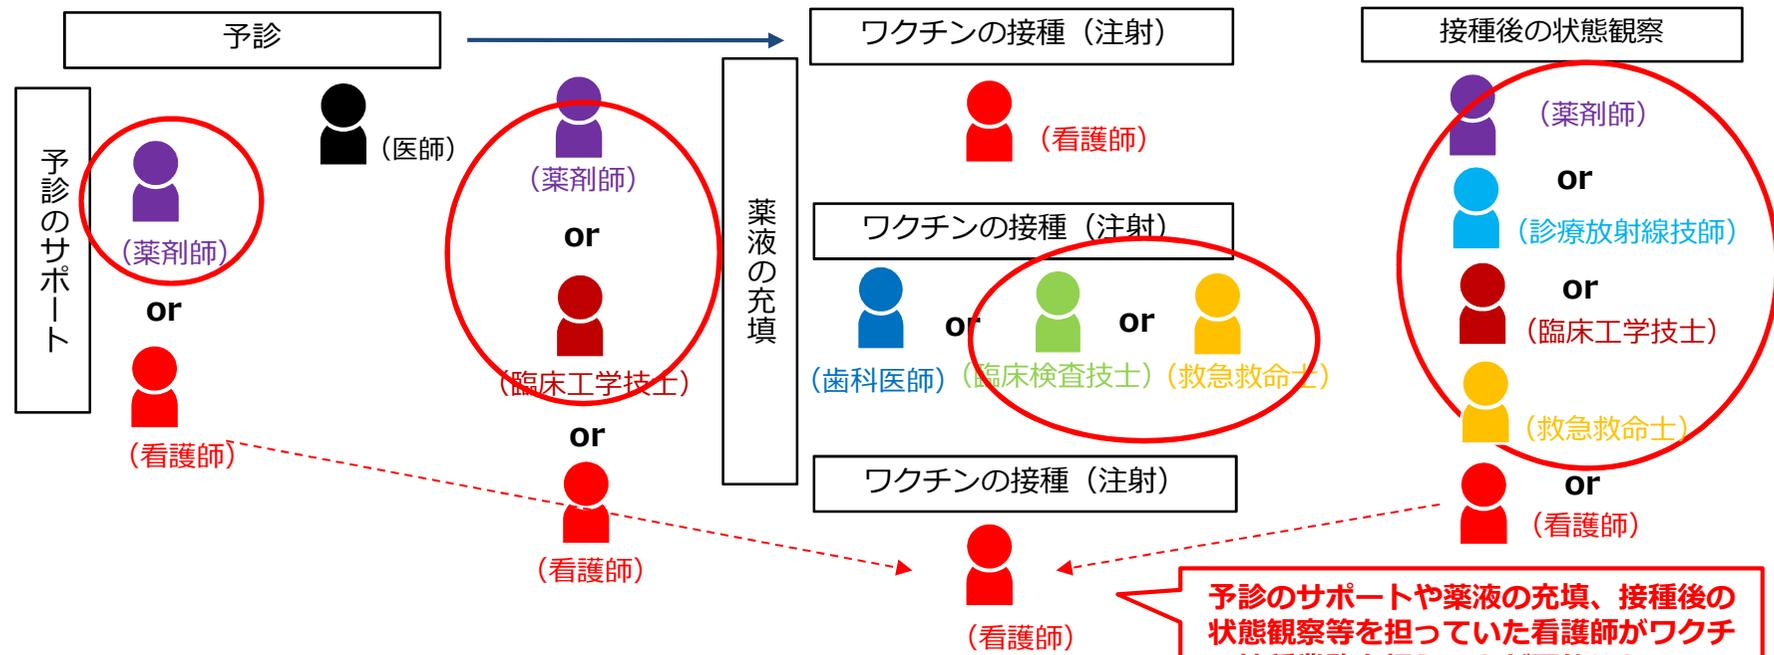 予診
ワクチンの接種（注射）
接種後の状態観察
予診のサポート
（薬剤師）
or
（看護師）
（医師）
（薬剤師）
or
（臨床工学技士）
or
（看護師）
薬液の充填
（看護師）
ワクチンの接種（注射）
or
or
（歯科医師）
（臨床検査技士）
（救急救命士）
ワクチンの接種（注射）
（看護師）
（薬剤師）
or
（診療放射線技師）
or
（臨床工学技士）
（救急救命士）
or
（看護師）
予診のサポートや薬液の充填、接種後の
状態観察等を担っていた看護師がワクチ